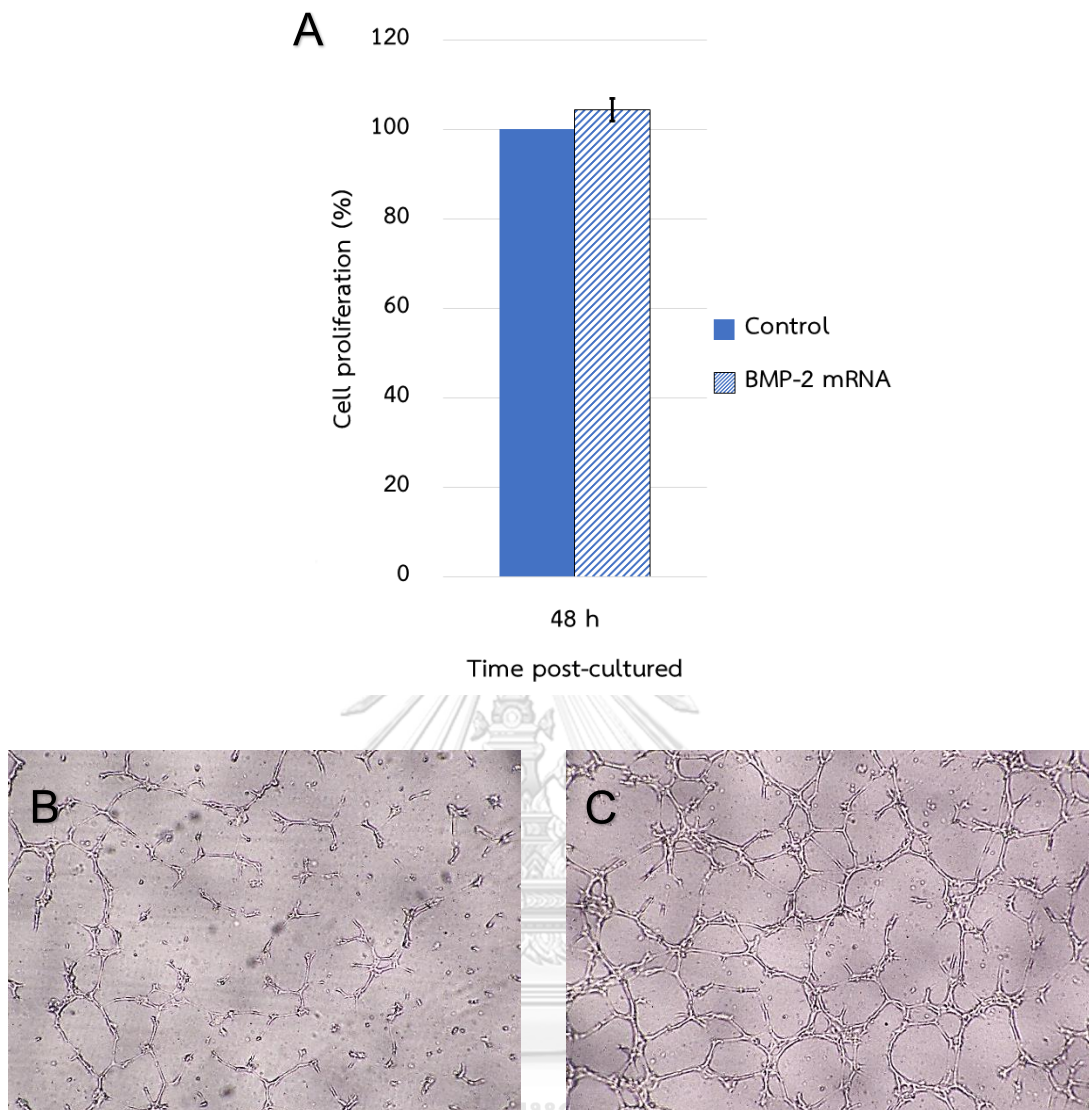 A
120
100
80
60
40
20
0
Cell proliferation (%)
Control
BMP-2 mRNA
48 h
Time post-cultured
B
C